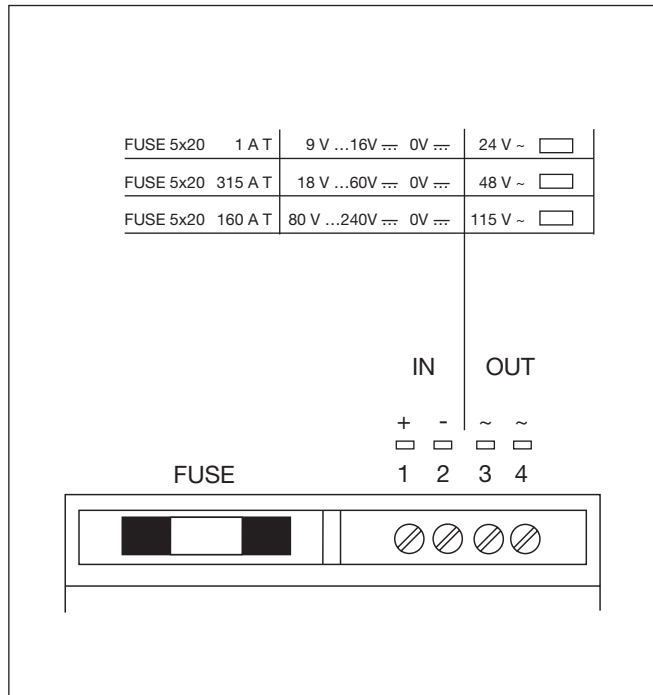 FUSE 5x20 1 A T 9 V ...16V ⎓ 0V ⎓ 24 V ~
FUSE 5x20 315 A T 18 V ...60V ⎓ 0V ⎓ 48 V ~
FUSE 5x20 160 A T 80 V ...240V ⎓ 0V ⎓ 115 V ~
IN OUT
+ - ~ ~
FUSE 1 2 3 4